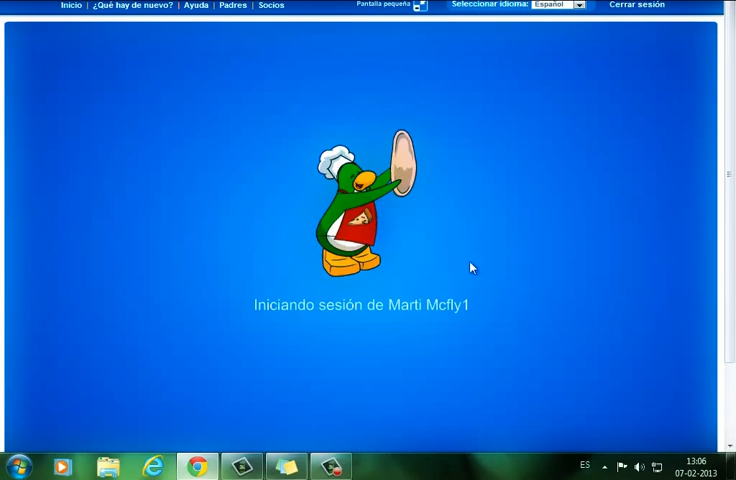 Inicio | ¿Qué hay de nuevo? | Ayuda | Padres | Socios
Pantalla pequeña
Seleccionar idioma: Español
Cerrar sesión
Iniciando sesión de Marti Mcfly1
ES
13:06
07-02-2013